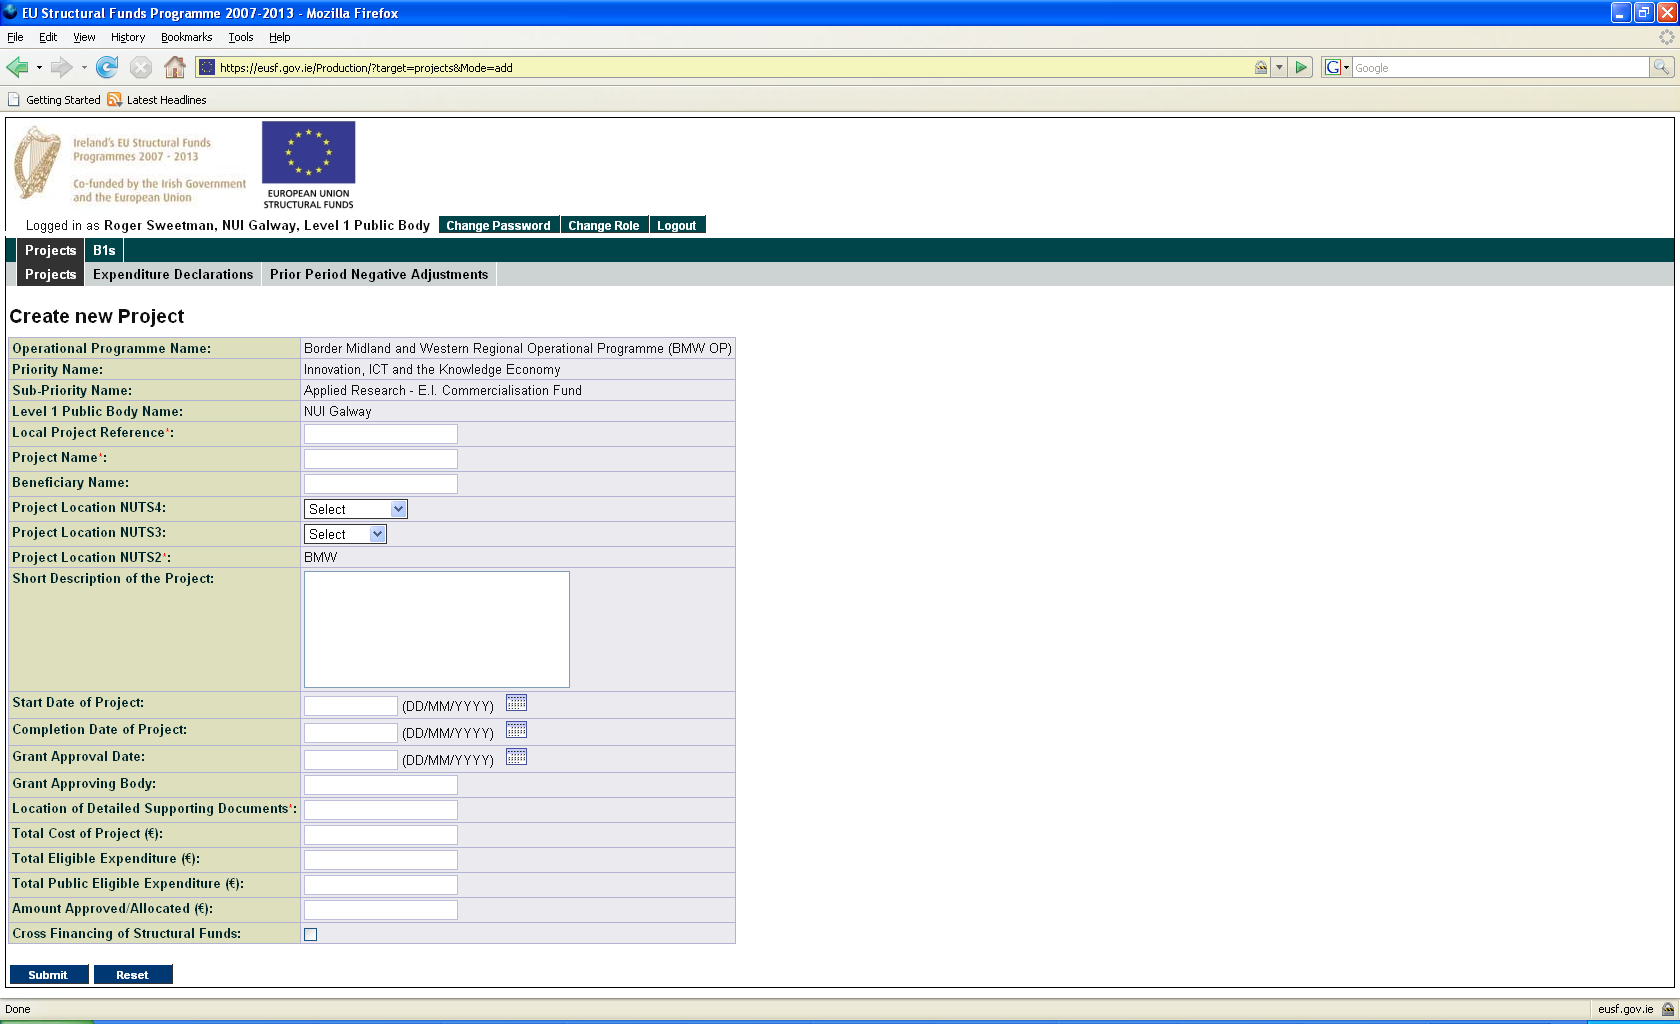 EU Structural Funds Programme 2007-2013 - Mozilla Firefox
File Edit View History Bookmarks Tools Help
https://eusf.gov.ie/Production/?target=projects&Mode=add
G Google
Getting Started Latest Headlines
Ireland's EU Structural Funds
Programmes 2007 - 2013
Co-funded by the Irish Government
and the European Union
EUROPEAN UNION
STRUCTURAL FUNDS
Logged in as Roger Sweetman, NUI Galway, Level 1 Public Body Change Password Change Role Logout
Projects B1s
Projects Expenditure Declarations Prior Period Negative Adjustments
Create new Project
Operational Programme Name: Border Midland and Western Regional Operational Programme (BMW OP)
Priority Name: Innovation, ICT and the Knowledge Economy
Sub-Priority Name: Applied Research - E.I. Commercialisation Fund
Level 1 Public Body Name: NUI Galway
Local Project Reference*:
Project Name*:
Beneficiary Name:
Project Location NUTS4: Select
Project Location NUTS3: Select
Project Location NUTS2*: BMW
Short Description of the Project:
Start Date of Project: (DD/MM/YYYY)
Completion Date of Project: (DD/MM/YYYY)
Grant Approval Date: (DD/MM/YYYY)
Grant Approving Body:
Location of Detailed Supporting Documents*:
Total Cost of Project (€):
Total Eligible Expenditure (€):
Total Public Eligible Expenditure (€):
Amount Approved/Allocated (€):
Cross Financing of Structural Funds:
Submit Reset
Done eusf.gov.ie